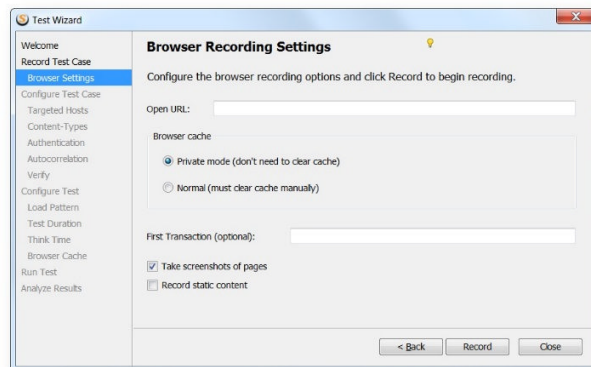 Test Wizard
Welcome
Record Test Case
Browser Settings
Configure Test Case
Targeted Hosts
Content-Types
Authentication
Autocorrelation
Verify
Configure Test
Load Pattern
Test Duration
Think Time
Browser Cache
Run Test
Analyze Results
Browser Recording Settings
Configure the browser recording options and click Record to begin recording.
Open URL:
Browser cache
Private mode (don't need to clear cache)
Normal (must clear cache manually)
First Transaction (optional):
Take screenshots of pages
Record static content
< Back
Record
Close